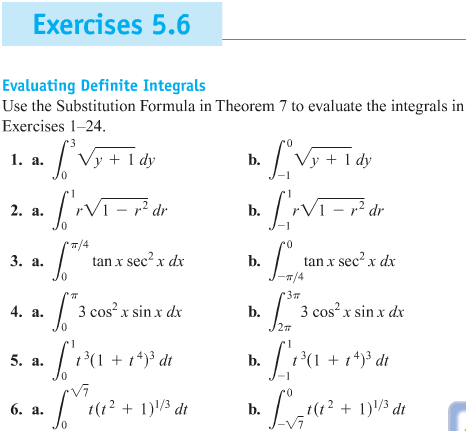 Exercises 5.6
Evaluating Definite Integrals
Use the Substitution Formula in Theorem 7 to evaluate the integrals in
Exercises 1–24.
1. a. ∫₀³ √(y + 1) dy b. ∫₋₁⁰ √(y + 1) dy
2. a. ∫₀¹ r√(1 − r²) dr b. ∫₋₁¹ r√(1 − r²) dr
3. a. ∫₀^(π/4) tan x sec² x dx b. ∫_(−π/4)^0 tan x sec² x dx
4. a. ∫₀^π 3 cos² x sin x dx b. ∫_(2π)^(3π) 3 cos² x sin x dx
5. a. ∫₀¹ t³(1 + t⁴)³ dt b. ∫₋₁¹ t³(1 + t⁴)³ dt
6. a. ∫₀^(√7) t(t² + 1)^(1/3) dt b. ∫_(−√7)^0 t(t² + 1)^(1/3) dt